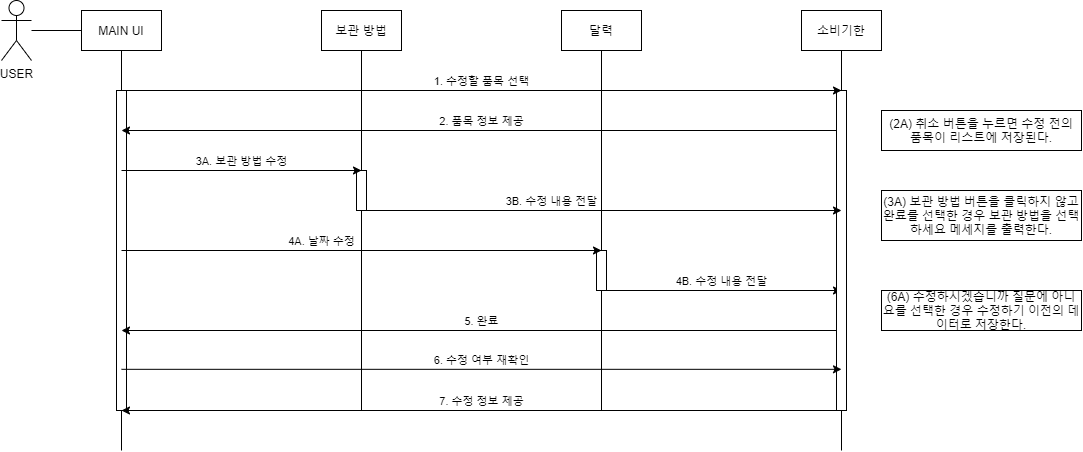 MAIN UI
보관 방법
달력
소비기한
USER
1. 수정할 품목 선택
2. 품목 정보 제공
(2A) 취소 버튼을 누르면 수정 전의
품목이 리스트에 저장된다.
3A. 보관 방법 수정
3B. 수정 내용 전달
(3A) 보관 방법 버튼을 클릭하지 않고
완료를 선택한 경우 보관 방법을 선택
하세요 메세지를 출력한다.
4A. 날짜 수정
4B. 수정 내용 전달
(6A) 수정하시겠습니까 질문에 아니
요를 선택한 경우 수정하기 이전의 데
이터로 저장한다.
5. 완료
6. 수정 여부 재확인
7. 수정 정보 제공